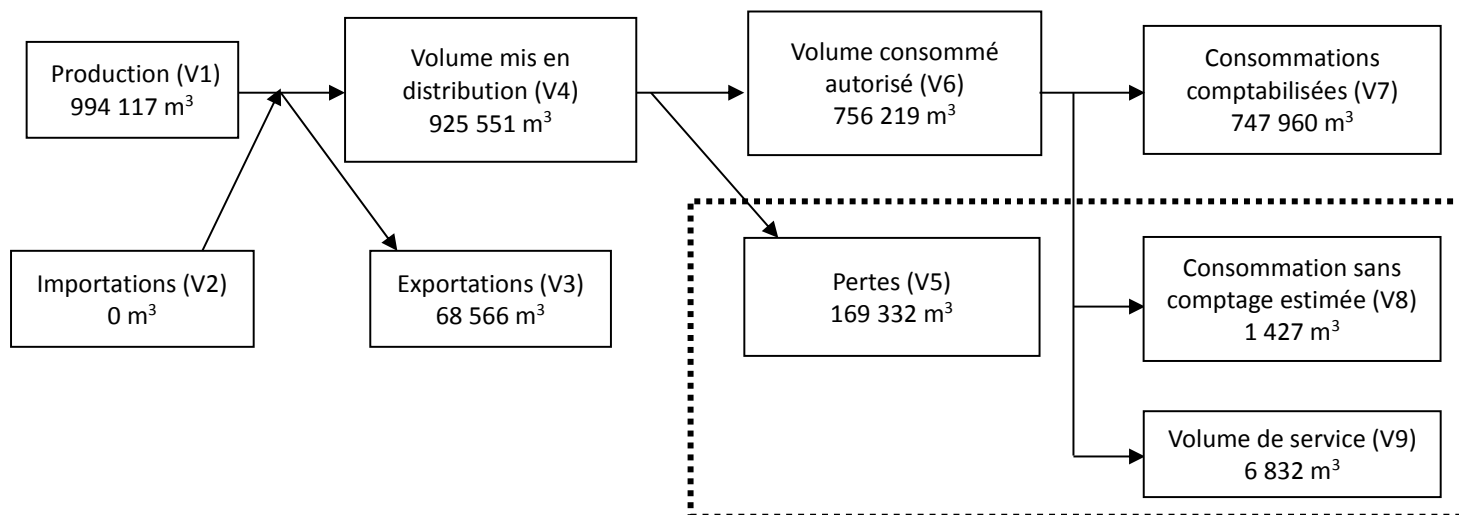 Production (V1)
994 117 m³
Volume mis en
distribution (V4)
925 551 m³
Volume consommé
autorisé (V6)
756 219 m³
Consommations
comptabilisées (V7)
747 960 m³
Importations (V2)
0 m³
Exportations (V3)
68 566 m³
Pertes (V5)
169 332 m³
Consommation sans
comptage estimée (V8)
1 427 m³
Volume de service (V9)
6 832 m³